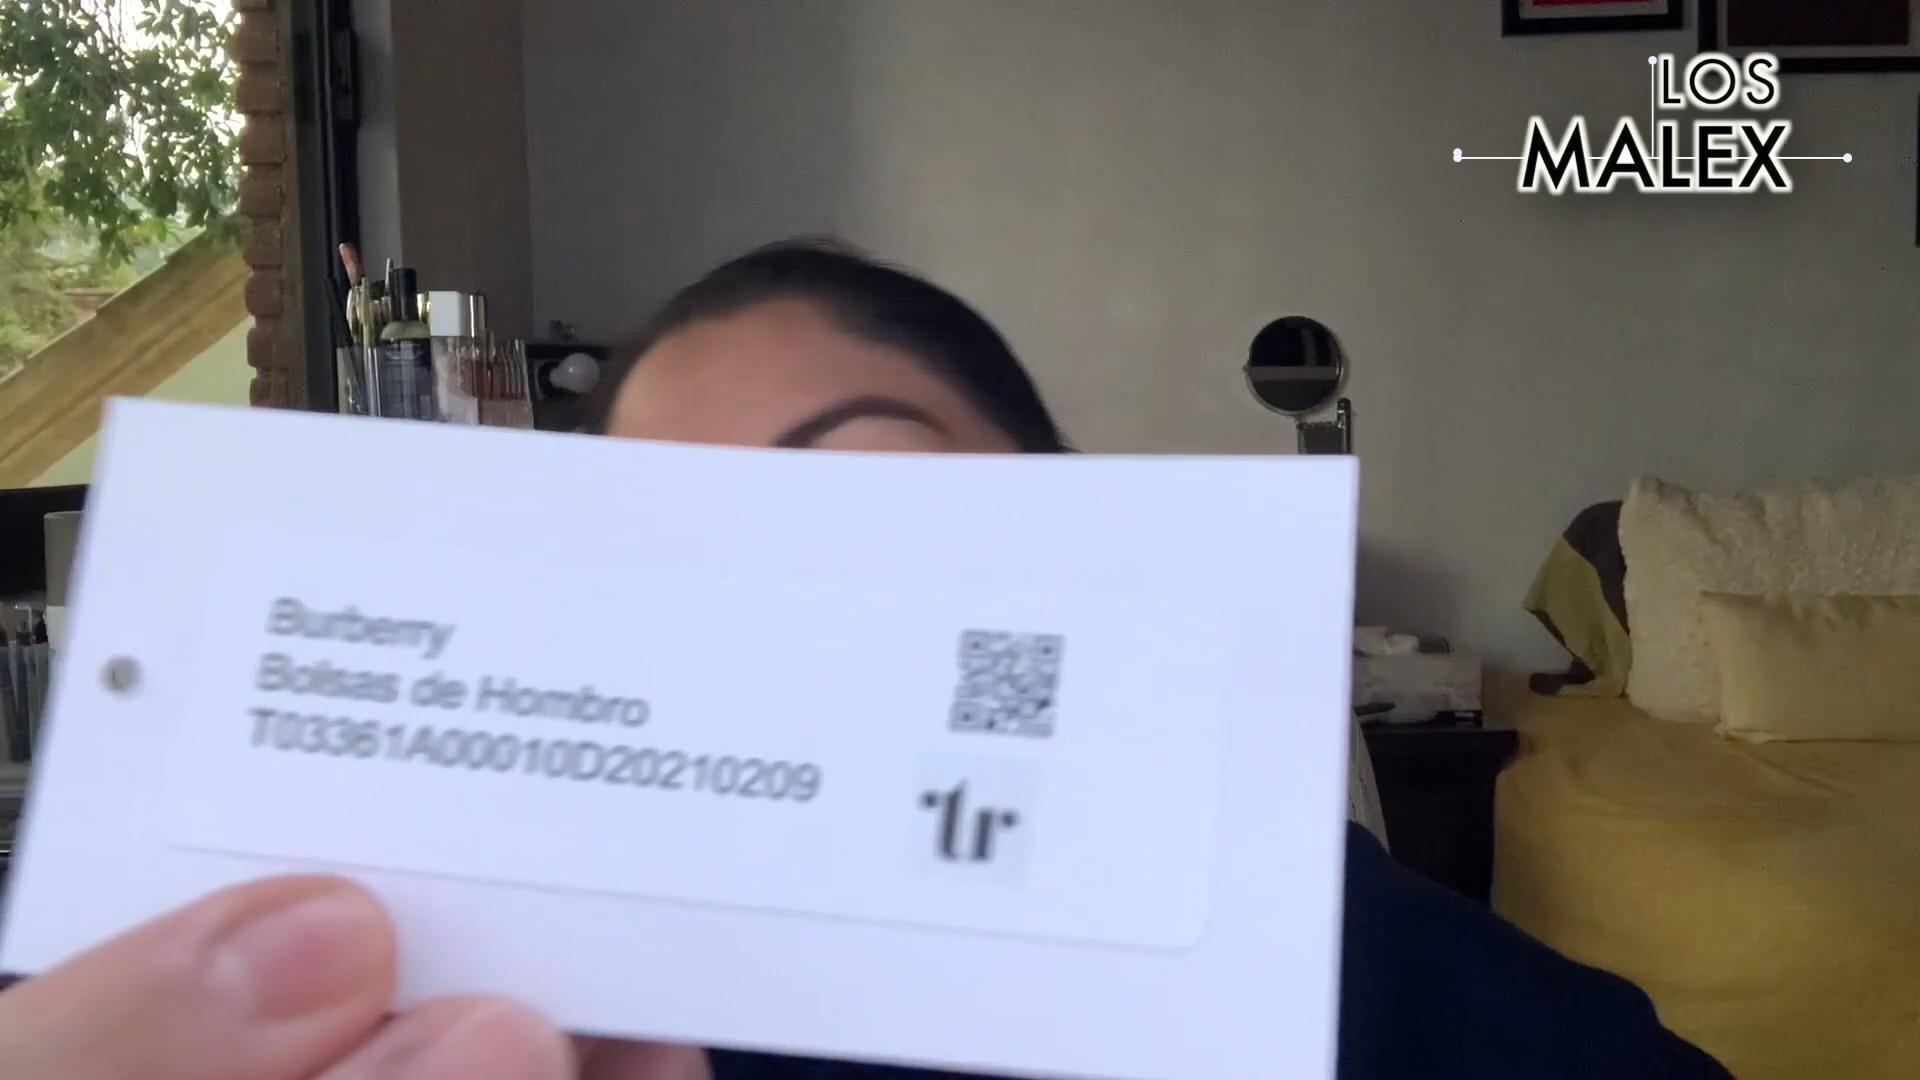 LOS
MALEX
Burberry
Bolsas de Hombro
T03361A00010D20210209
tr